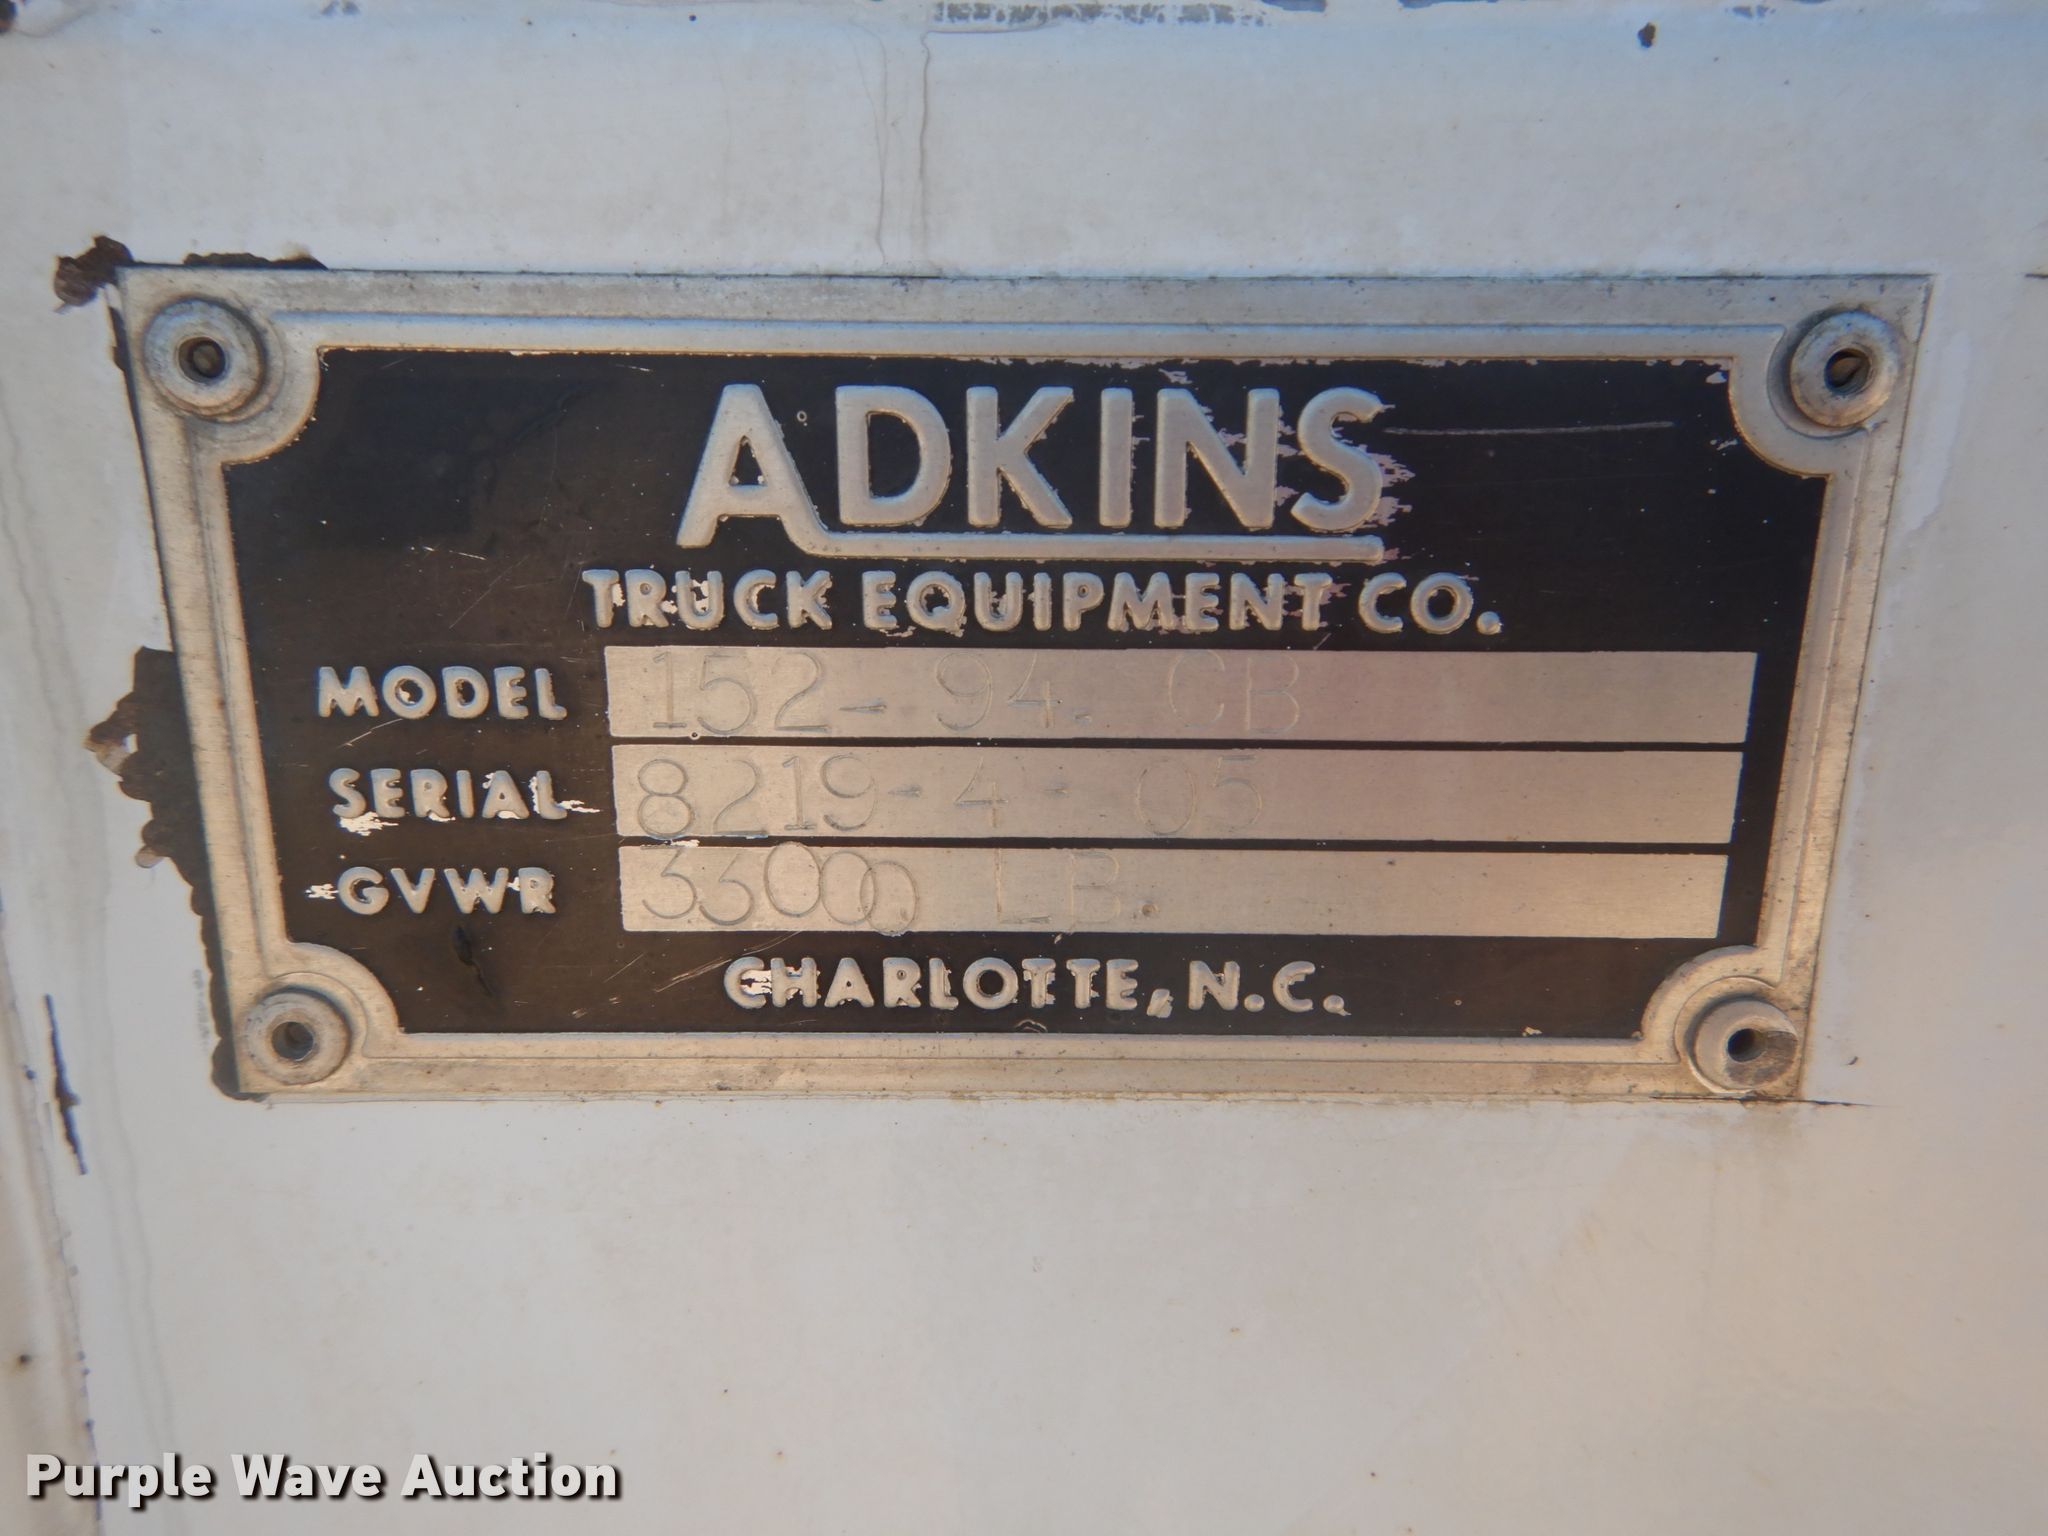 ADKINS
TRUCK EQUIPMENT CO.
MODEL 152-94. CB
SERIAL 8219-4-05
GVWR 33000 LB.
CHARLOTTE, N.C.
Purple Wave Auction